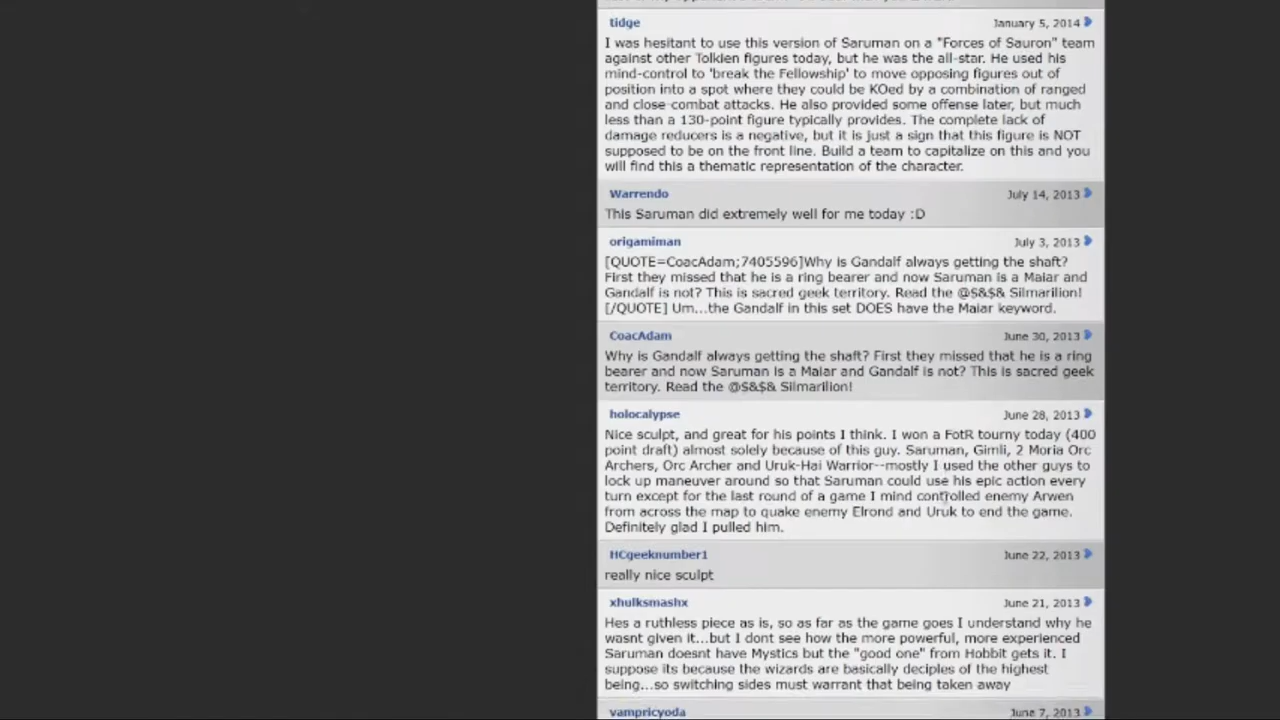 tidge January 5, 2014
I was hesitant to use this version of Saruman on a "Forces of Sauron" team
against other Tolkien figures today, but he was the all-star. He used his
mind-control to 'break the Fellowship' to move opposing figures out of
position into a spot where they could be KOed by a combination of ranged
and close-combat attacks. He also provided some offense later, but much
less than a 130-point figure typically provides. The complete lack of
damage reducers is a negative, but it is just a sign that this figure is NOT
supposed to be on the front line. Build a team to capitalize on this and you
will find this a thematic representation of the character.
Warrendo July 14, 2013
This Saruman did extremely well for me today :D
origamiman July 3, 2013
[QUOTE=CoacAdam;7405596]Why is Gandalf always getting the shaft?
First they missed that he is a ring bearer and now Saruman is a Maiar and
Gandalf is not? This is sacred geek territory. Read the @$&$& Silmarilion!
[/QUOTE] Um...the Gandalf in this set DOES have the Maiar keyword.
CoacAdam June 30, 2013
Why is Gandalf always getting the shaft? First they missed that he is a ring
bearer and now Saruman is a Maiar and Gandalf is not? This is sacred geek
territory. Read the @$&$& Silmarilion!
holocalypse June 28, 2013
Nice sculpt, and great for his points I think. I won a FotR tourny today (400
point draft) almost solely because of this guy. Saruman, Gimli, 2 Moria Orc
Archers, Orc Archer and Uruk-Hai Warrior--mostly I used the other guys to
lock up maneuver around so that Saruman could use his epic action every
turn except for the last round of a game I mind controlled enemy Arwen
from across the map to quake enemy Elrond and Uruk to end the game.
Definitely glad I pulled him.
HCgeeknumber1 June 22, 2013
really nice sculpt
xhulksmashx June 21, 2013
Hes a ruthless piece as is, so as far as the game goes I understand why he
wasnt given it...but I dont see how the more powerful, more experienced
Saruman doesnt have Mystics but the "good one" from Hobbit gets it. I
suppose its because the wizards are basically deciples of the highest
being...so switching sides must warrant that being taken away
vampricyoda June 7, 2013